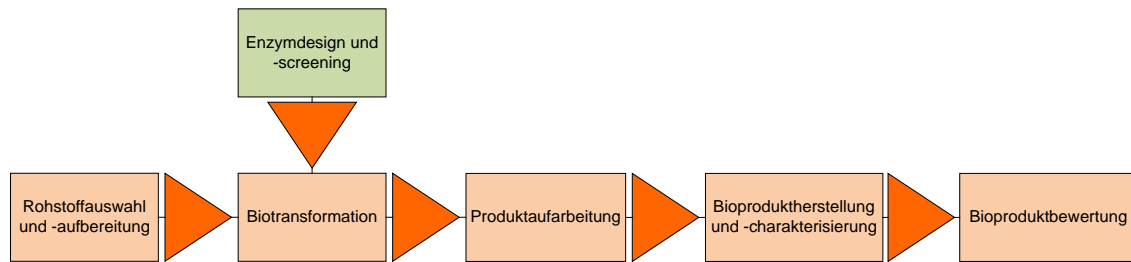 Enzymdesign und
-screening
Rohstoffauswahl
und -aufbereitung
Biotransformation
Produktaufarbeitung
Bioproduktherstellung
und -charakterisierung
Bioproduktbewertung